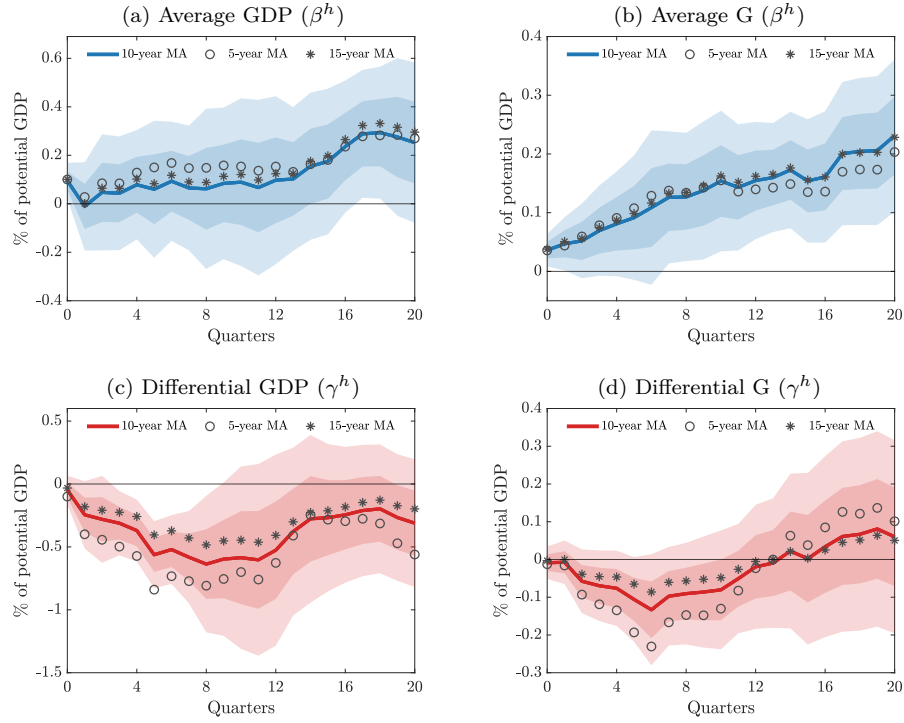 (a) Average GDP (β^h)
10-year MA 5-year MA 15-year MA
% of potential GDP
0.6
0.4
0.2
0
-0.2
-0.4
0 4 8 12 16 20
Quarters
(b) Average G (β^h)
10-year MA 5-year MA 15-year MA
% of potential GDP
0.4
0.3
0.2
0.1
0
0 4 8 12 16 20
Quarters
(c) Differential GDP (γ^h)
10-year MA 5-year MA 15-year MA
% of potential GDP
0.5
0
-0.5
-1
-1.5
0 4 8 12 16 20
Quarters
(d) Differential G (γ^h)
10-year MA 5-year MA 15-year MA
% of potential GDP
0.4
0.3
0.2
0.1
0
-0.1
-0.2
-0.3
0 4 8 12 16 20
Quarters